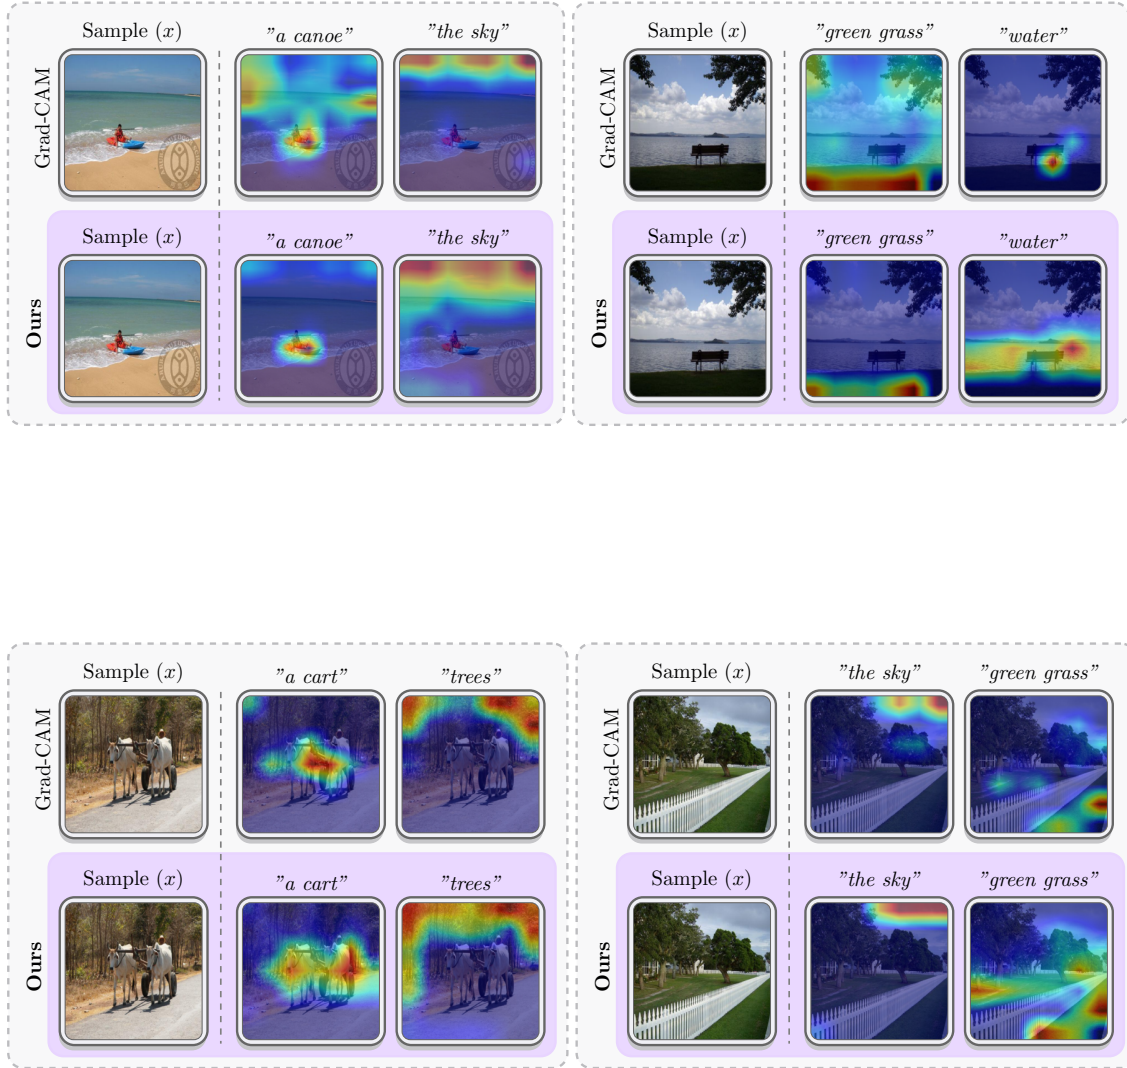 Sample (x) "a canoe" "the sky"
Grad-CAM
Sample (x) "a canoe" "the sky"
Ours
Sample (x) "green grass" "water"
Grad-CAM
Sample (x) "green grass" "water"
Ours
Sample (x) "a cart" "trees"
Grad-CAM
Sample (x) "a cart" "trees"
Ours
Sample (x) "the sky" "green grass"
Grad-CAM
Sample (x) "the sky" "green grass"
Ours